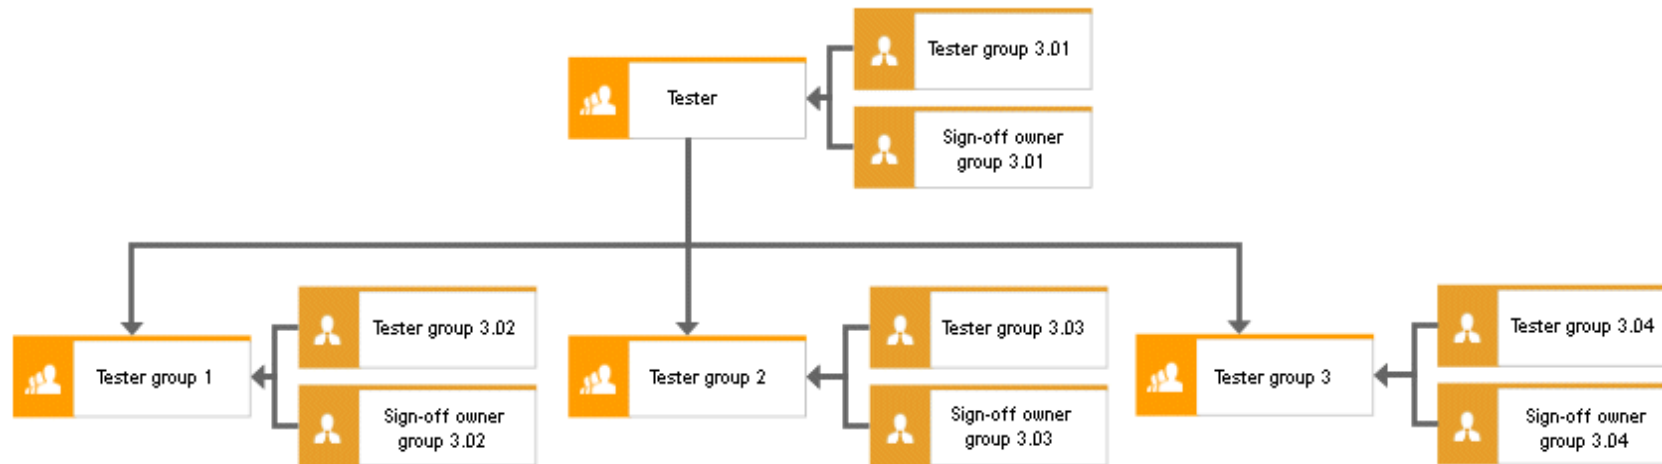 Tester group 3.01
Tester
Sign-off owner
group 3.01
Tester group 3.02
Tester group 3.03
Tester group 3.04
Tester group 1
Tester group 2
Tester group 3
Sign-off owner
group 3.02
Sign-off owner
group 3.03
Sign-off owner
group 3.04